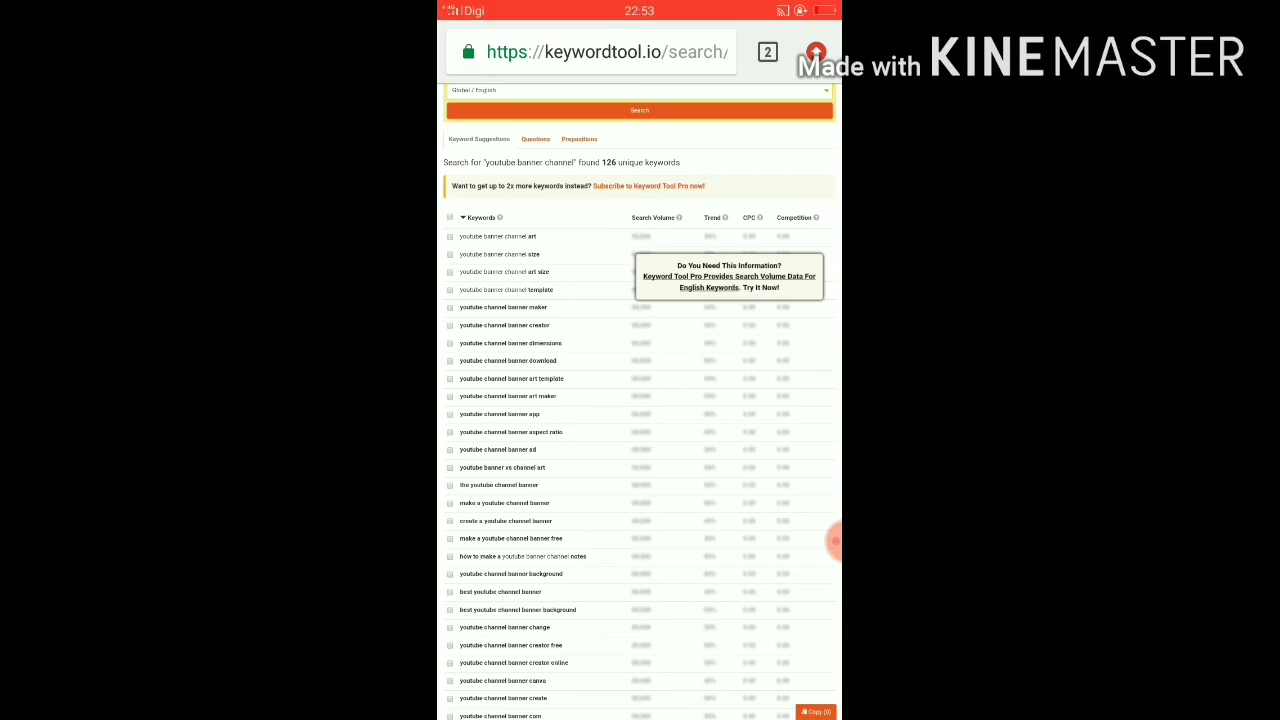 4G Digi 22:53
https://keywordtool.io/search/ 2
Made with KINEMASTER
Global / English
Search
Keyword Suggestions Questions Prepositions
Search for "youtube banner channel" found 126 unique keywords
Want to get up to 2x more keywords instead? Subscribe to Keyword Tool Pro now!
Keywords Search Volume Trend CPC Competition
youtube banner channel art
youtube banner channel size
youtube banner channel art size
youtube banner channel template
Do You Need This Information?
Keyword Tool Pro Provides Search Volume Data For
English Keywords. Try It Now!
youtube channel banner maker
youtube channel banner creator
youtube channel banner dimensions
youtube channel banner download
youtube channel banner art template
youtube channel banner art maker
youtube channel banner app
youtube channel banner aspect ratio
youtube channel banner ad
youtube banner vs channel art
the youtube channel banner
make a youtube channel banner
create a youtube channel banner
make a youtube channel banner free
how to make a youtube banner channel notes
youtube channel banner background
best youtube channel banner
best youtube channel banner background
youtube channel banner change
youtube channel banner creator free
youtube channel banner creator online
youtube channel banner canva
youtube channel banner create
youtube channel banner com
Copy (0)